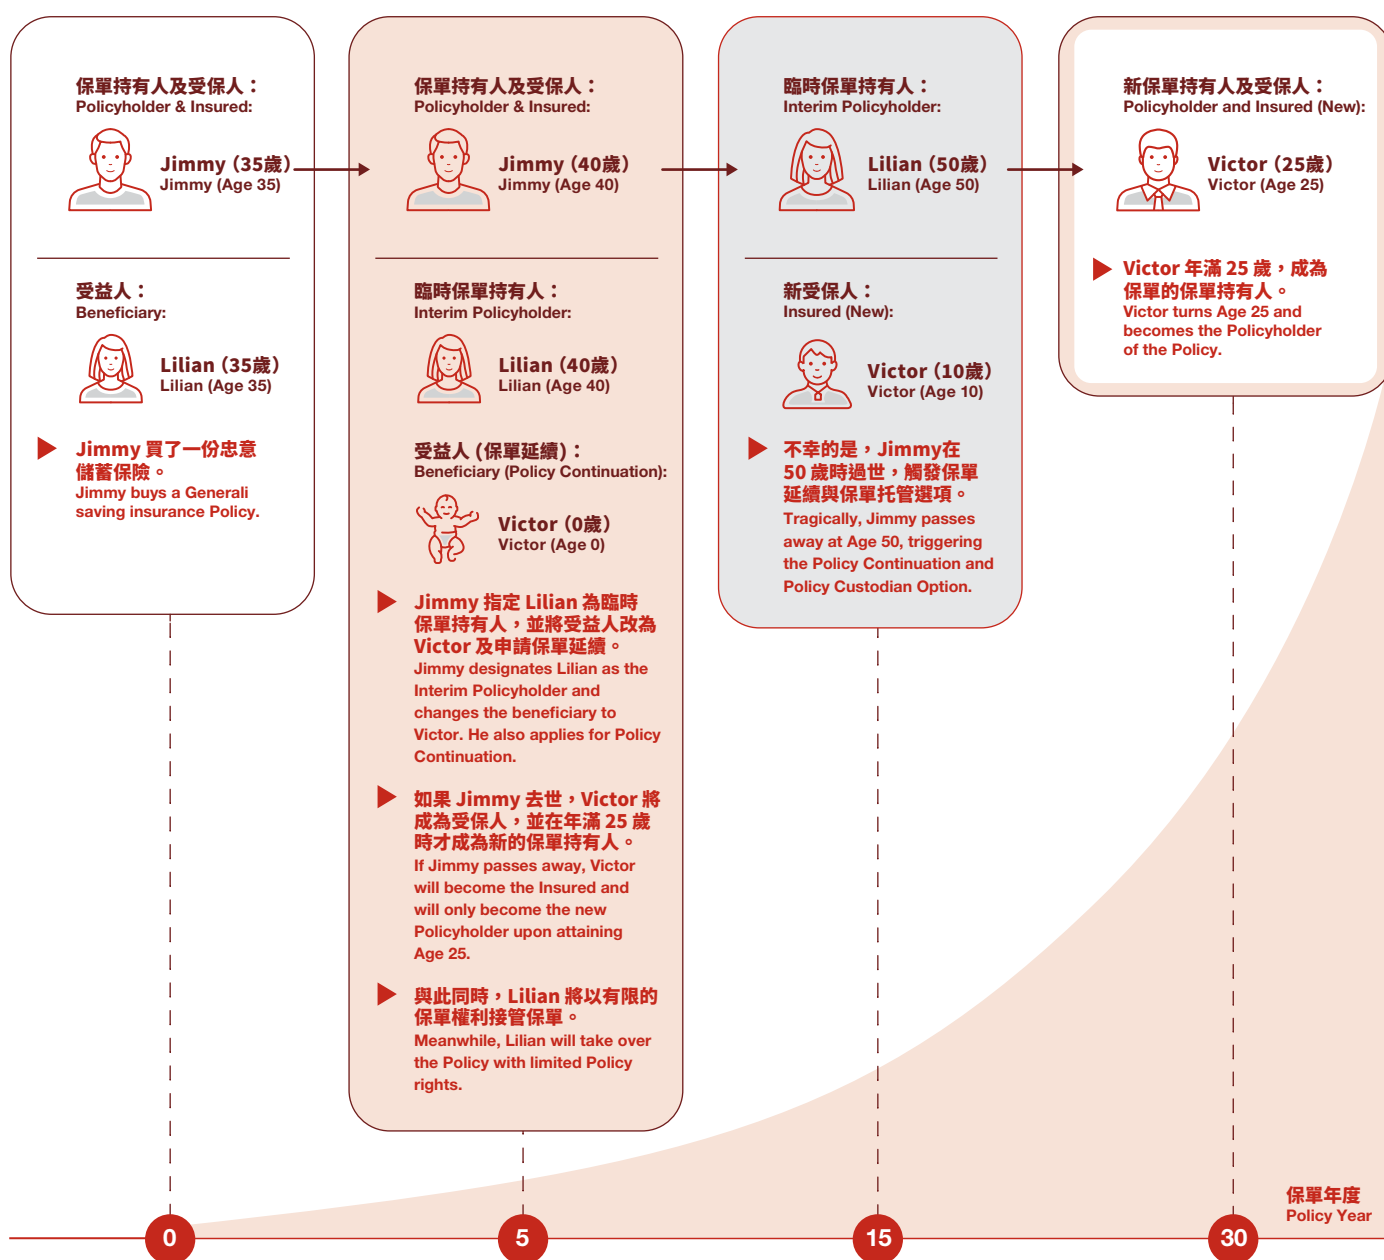 保單持有人及受保人：
Policyholder & Insured:
Jimmy（35歲）
Jimmy (Age 35)
受益人：
Beneficiary:
Lilian（35歲）
Lilian (Age 35)
Jimmy 買了一份忠意
儲蓄保險。
Jimmy buys a Generali
saving insurance Policy.
保單持有人及受保人：
Policyholder & Insured:
Jimmy（40歲）
Jimmy (Age 40)
臨時保單持有人：
Interim Policyholder:
Lilian（40歲）
Lilian (Age 40)
受益人 (保單延續)：
Beneficiary (Policy Continuation):
Victor（0歲）
Victor (Age 0)
Jimmy 指定 Lilian 為臨時
保單持有人，並將受益人改為
Victor 及申請保單延續。
Jimmy designates Lilian as the
Interim Policyholder and
changes the beneficiary to
Victor. He also applies for Policy
Continuation.
如果 Jimmy 去世，Victor 將
成為受保人，並在年滿 25 歲
時才成為新的保單持有人。
If Jimmy passes away, Victor
will become the Insured and
will only become the new
Policyholder upon attaining
Age 25.
與此同時，Lilian 將以有限的
保單權利接管保單。
Meanwhile, Lilian will take over
the Policy with limited Policy
rights.
臨時保單持有人：
Interim Policyholder:
Lilian（50歲）
Lilian (Age 50)
新受保人：
Insured (New):
Victor（10歲）
Victor (Age 10)
不幸的是，Jimmy在
50 歲時過世，觸發保單
延續與保單托管選項。
Tragically, Jimmy passes
away at Age 50, triggering
the Policy Continuation and
Policy Custodian Option.
新保單持有人及受保人：
Policyholder and Insured (New):
Victor（25歲）
Victor (Age 25)
Victor 年滿 25 歲，成為
保單的保單持有人。
Victor turns Age 25 and
becomes the Policyholder
of the Policy.
保單年度
Policy Year
0
5
15
30